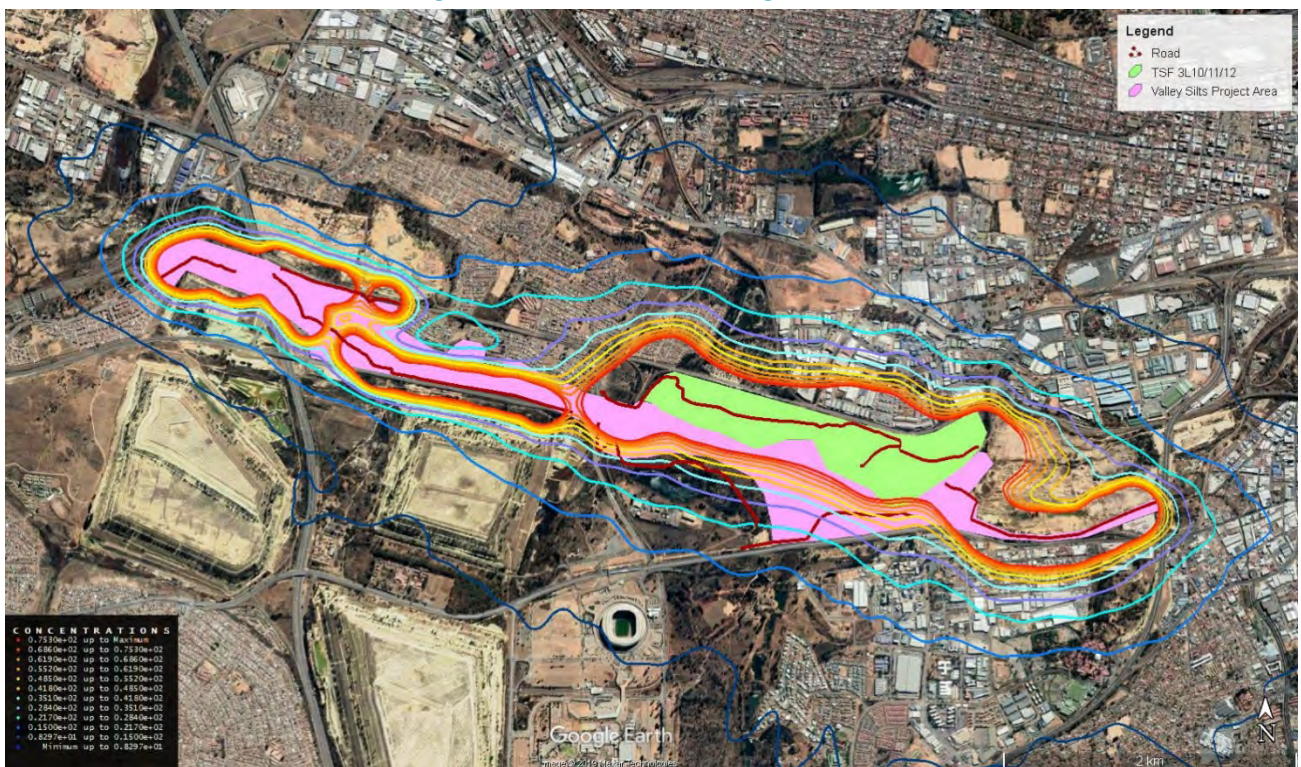 Legend
Road
TSF 3L10/11/12
Valley Silts Project Area
CONCENTRATIONS
0.7530e+02 up to Maximum
0.6860e+02 up to 0.7530e+02
0.6190e+02 up to 0.6860e+02
0.5520e+02 up to 0.6190e+02
0.4850e+02 up to 0.5520e+02
0.4180e+02 up to 0.4850e+02
0.3510e+02 up to 0.4180e+02
0.2840e+02 up to 0.3510e+02
0.2170e+02 up to 0.2840e+02
0.1500e+02 up to 0.2170e+02
0.8297e+01 up to 0.1500e+02
Minimum up to 0.8297e+01
Google Earth
Image © 2019 Maxar Technologies
N
2 km